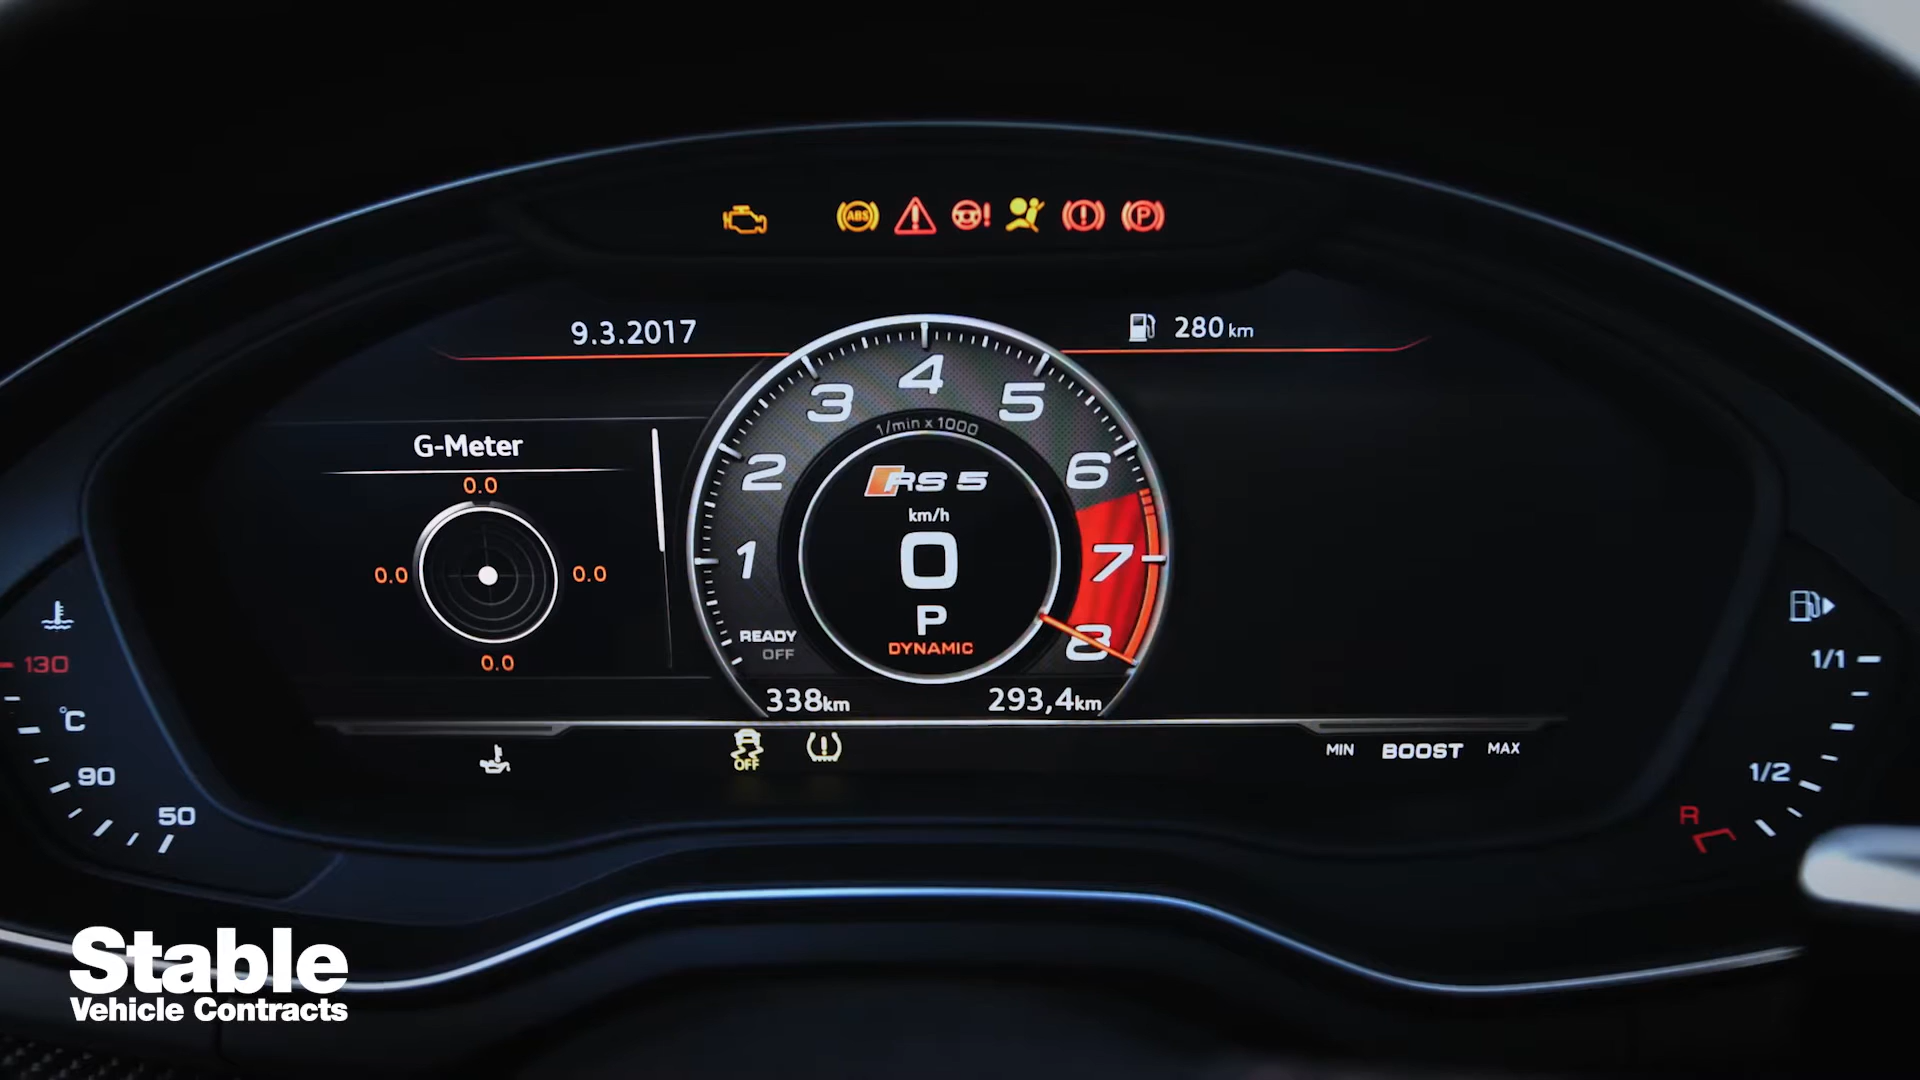 ABS
P
9.3.2017
280 km
G-Meter
0.0
0.0
0.0
0.0
1
2
3
4
5
6
7
8
1/min x 1000
RS 5
km/h
0
P
DYNAMIC
READY
OFF
338km
293,4km
OFF
MIN BOOST MAX
130
°C
90
50
1/1
1/2
R
Stable
Vehicle Contracts